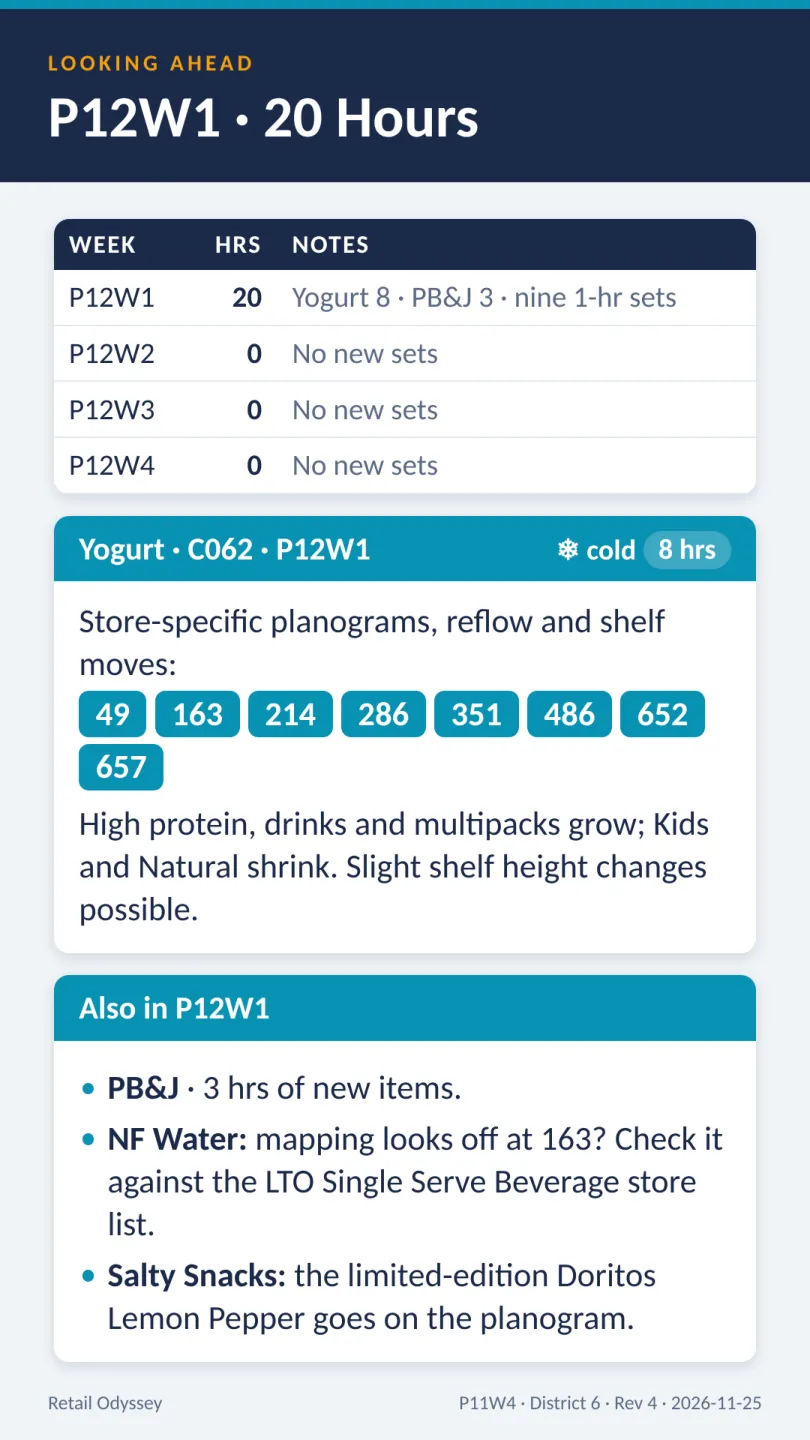 LOOKING AHEAD
P12W1 · 20 Hours
WEEK HRS NOTES
P12W1 20 Yogurt 8 · PB&J 3 · nine 1-hr sets
P12W2 0 No new sets
P12W3 0 No new sets
P12W4 0 No new sets
Yogurt · C062 · P12W1 ❄ cold 8 hrs
Store-specific planograms, reflow and shelf
moves:
49 163 214 286 351 486 652
657
High protein, drinks and multipacks grow; Kids
and Natural shrink. Slight shelf height changes
possible.
Also in P12W1
• PB&J · 3 hrs of new items.
• NF Water: mapping looks off at 163? Check it
against the LTO Single Serve Beverage store
list.
• Salty Snacks: the limited-edition Doritos
Lemon Pepper goes on the planogram.
Retail Odyssey P11W4 · District 6 · Rev 4 · 2026-11-25